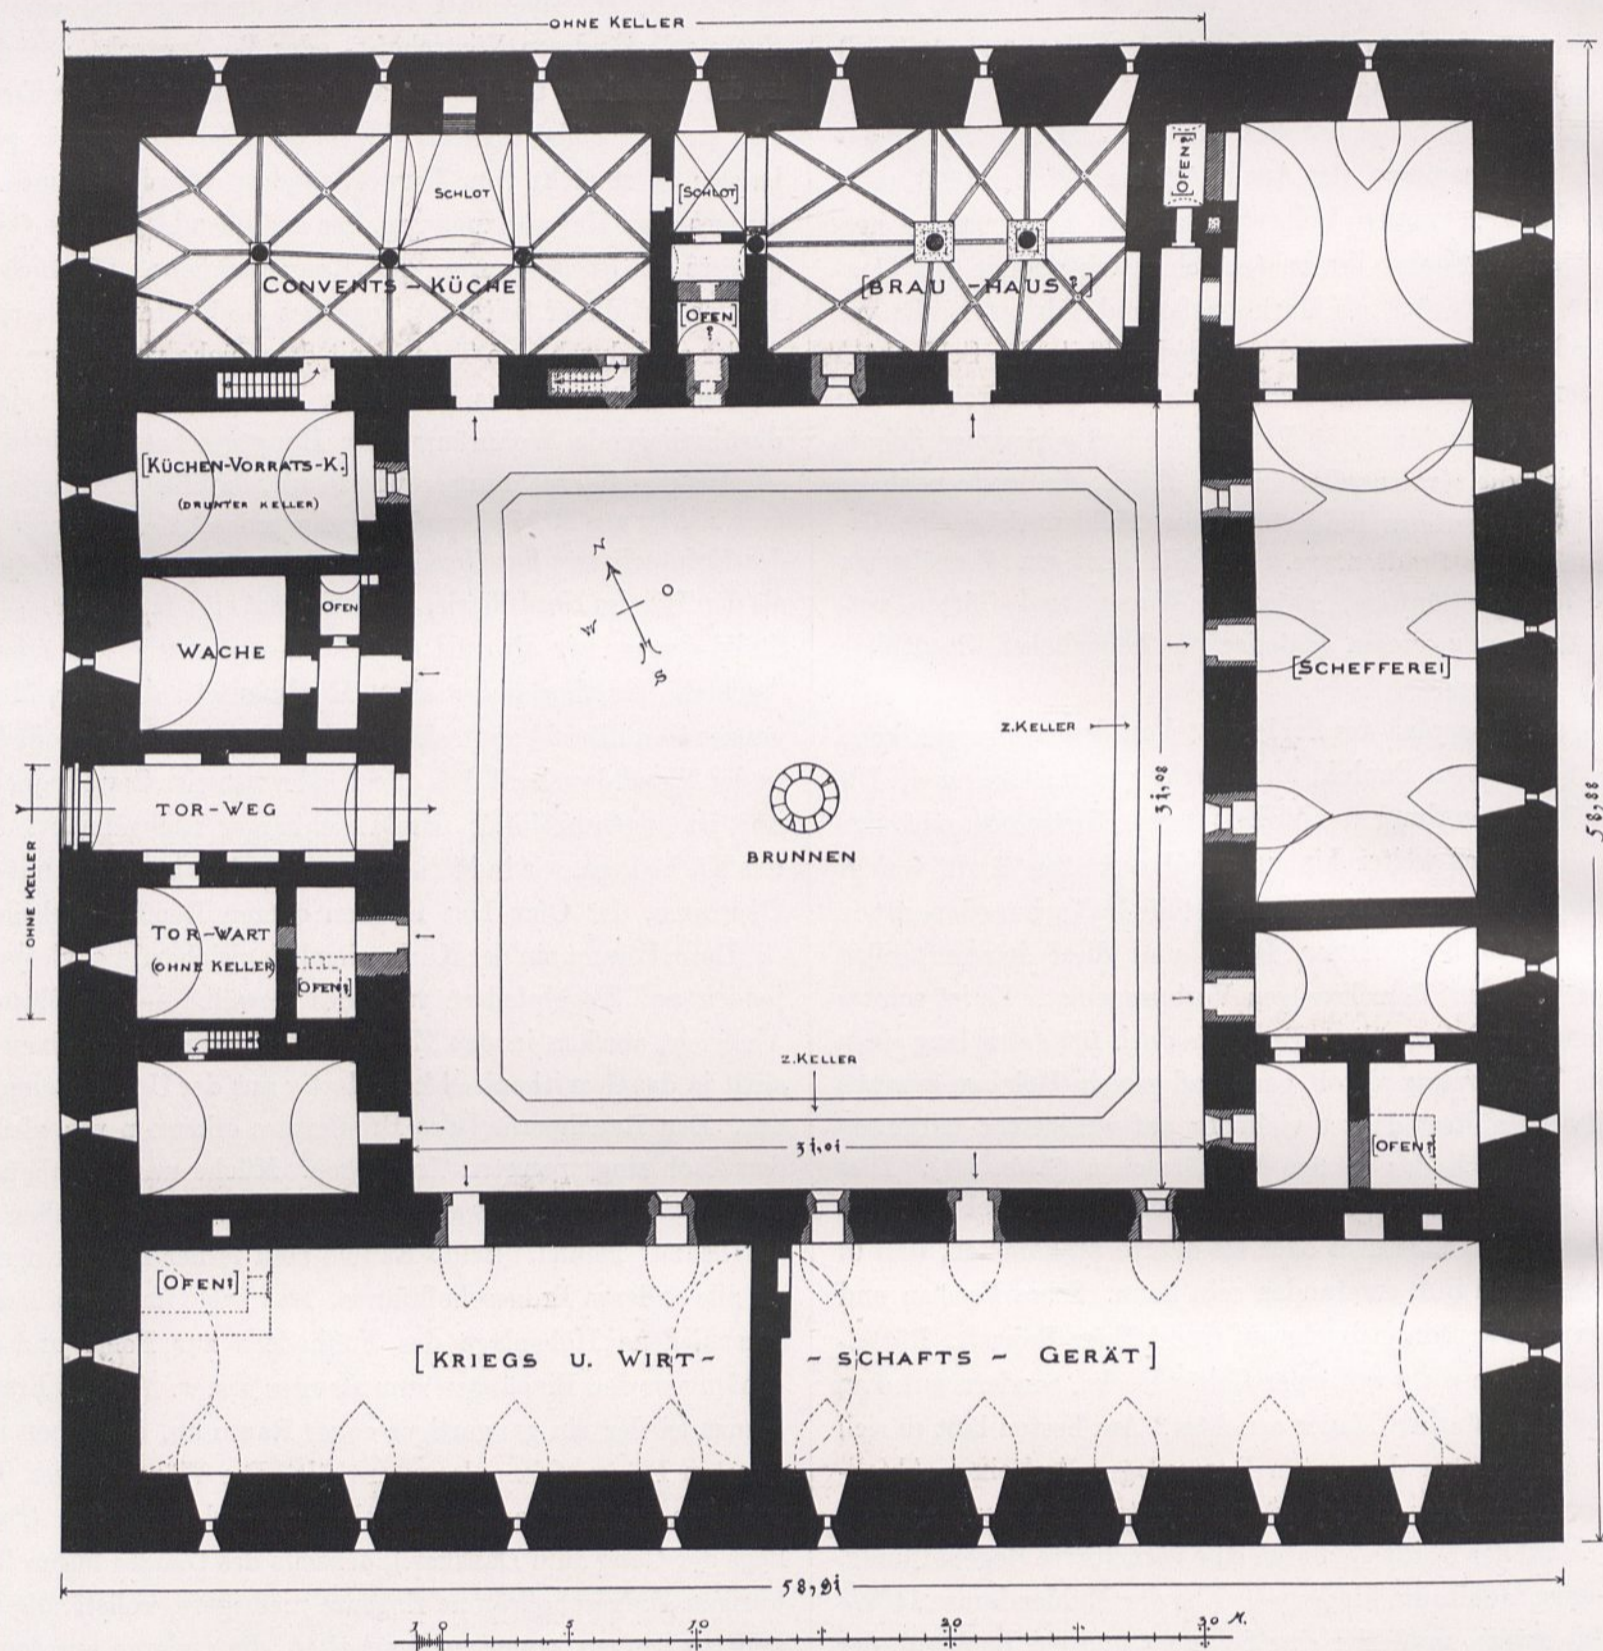 OHNE KELLER
SCHLOT
[SCHLOT]
[OFEN?]
CONVENTS-KÜCHE
[BRAU-HAUS?]
[OFEN]
?
[KÜCHEN-VORRATS-K.]
(DRUNTER KELLER)
N
O
W
S
OFEN
WACHE
[SCHEFFEREI]
Z.KELLER
31,08
58,88
TOR-WEG
BRUNNEN
OHNE KELLER
TOR-WART
(OHNE KELLER)
[OFEN?]
Z.KELLER
31,01
[OFEN?]
[OFEN?]
[KRIEGS U. WIRT-
-SCHAFTS-GERÄT]
58,91
1 0 5 10 20 30 M.